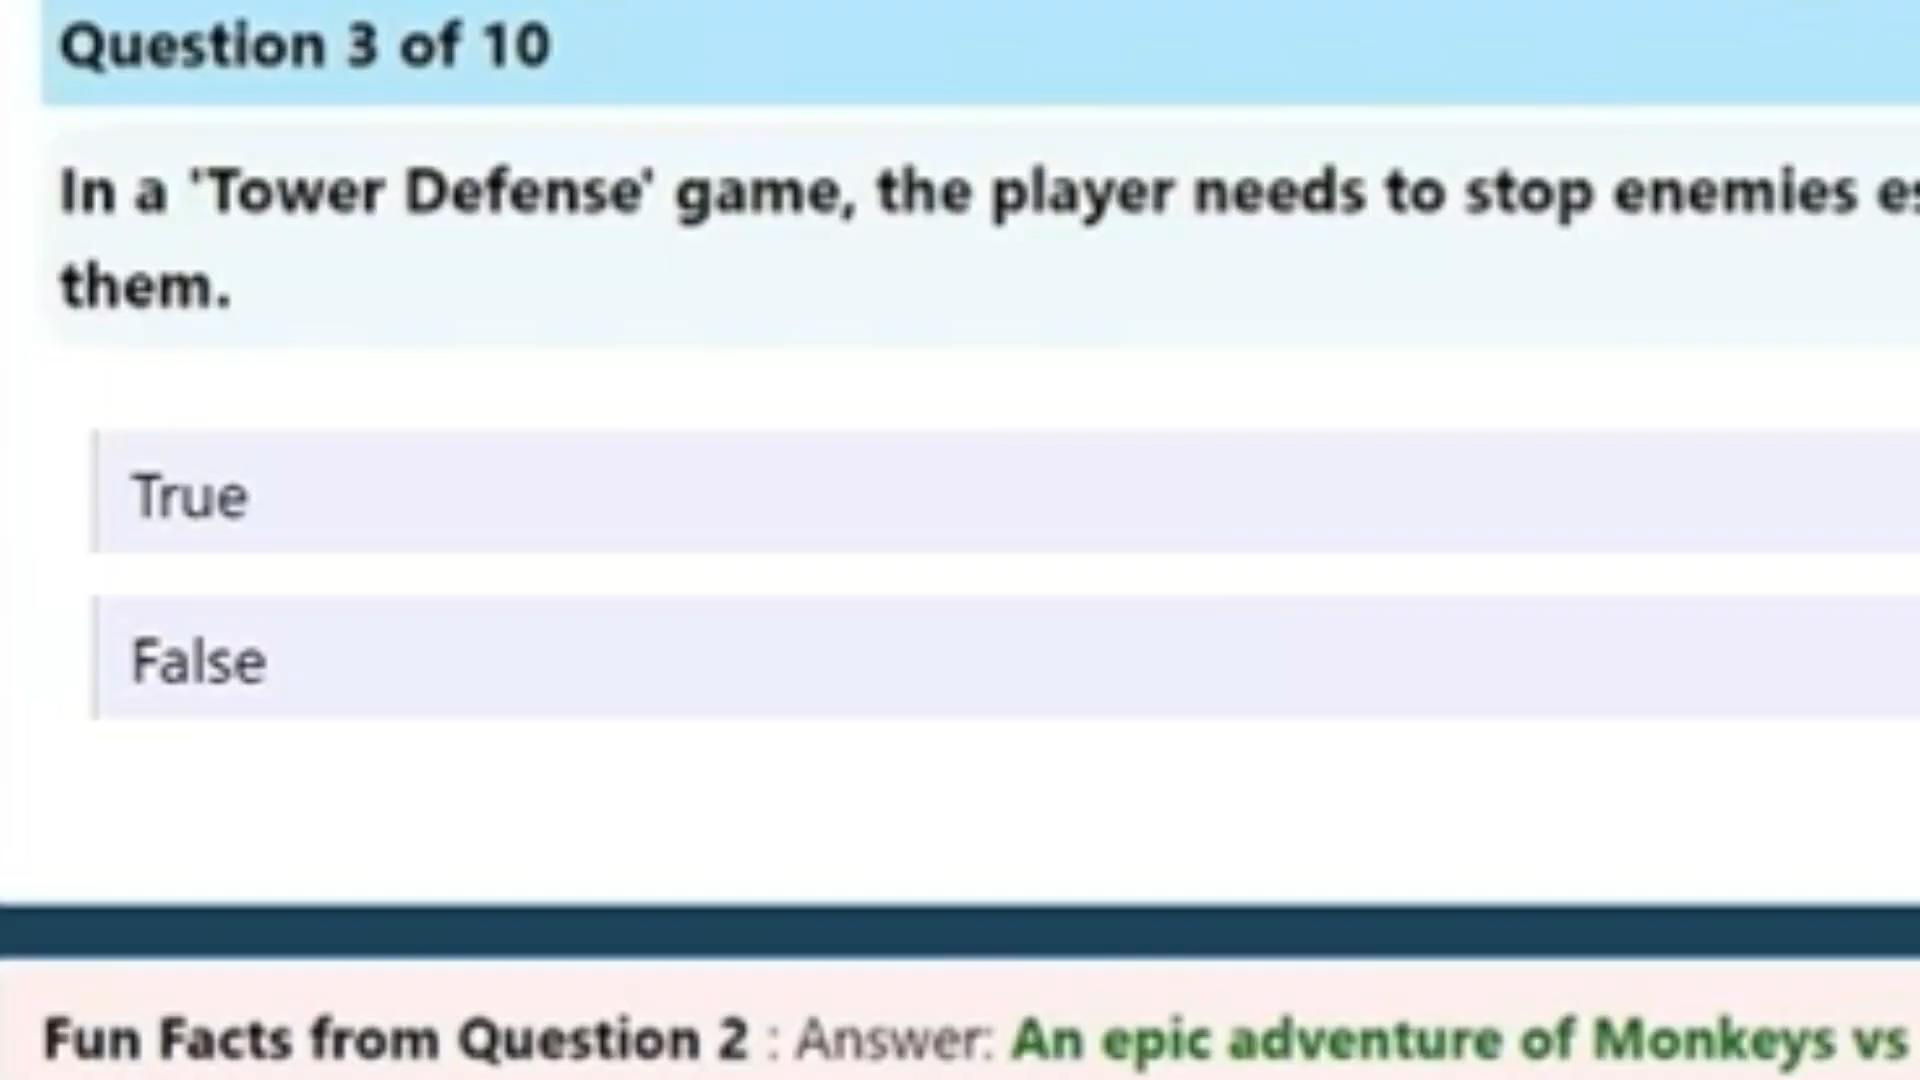 Question 3 of 10
In a 'Tower Defense' game, the player needs to stop enemies
them.
True
False
Fun Facts from Question 2 : Answer: An epic adventure of Monkeys vs